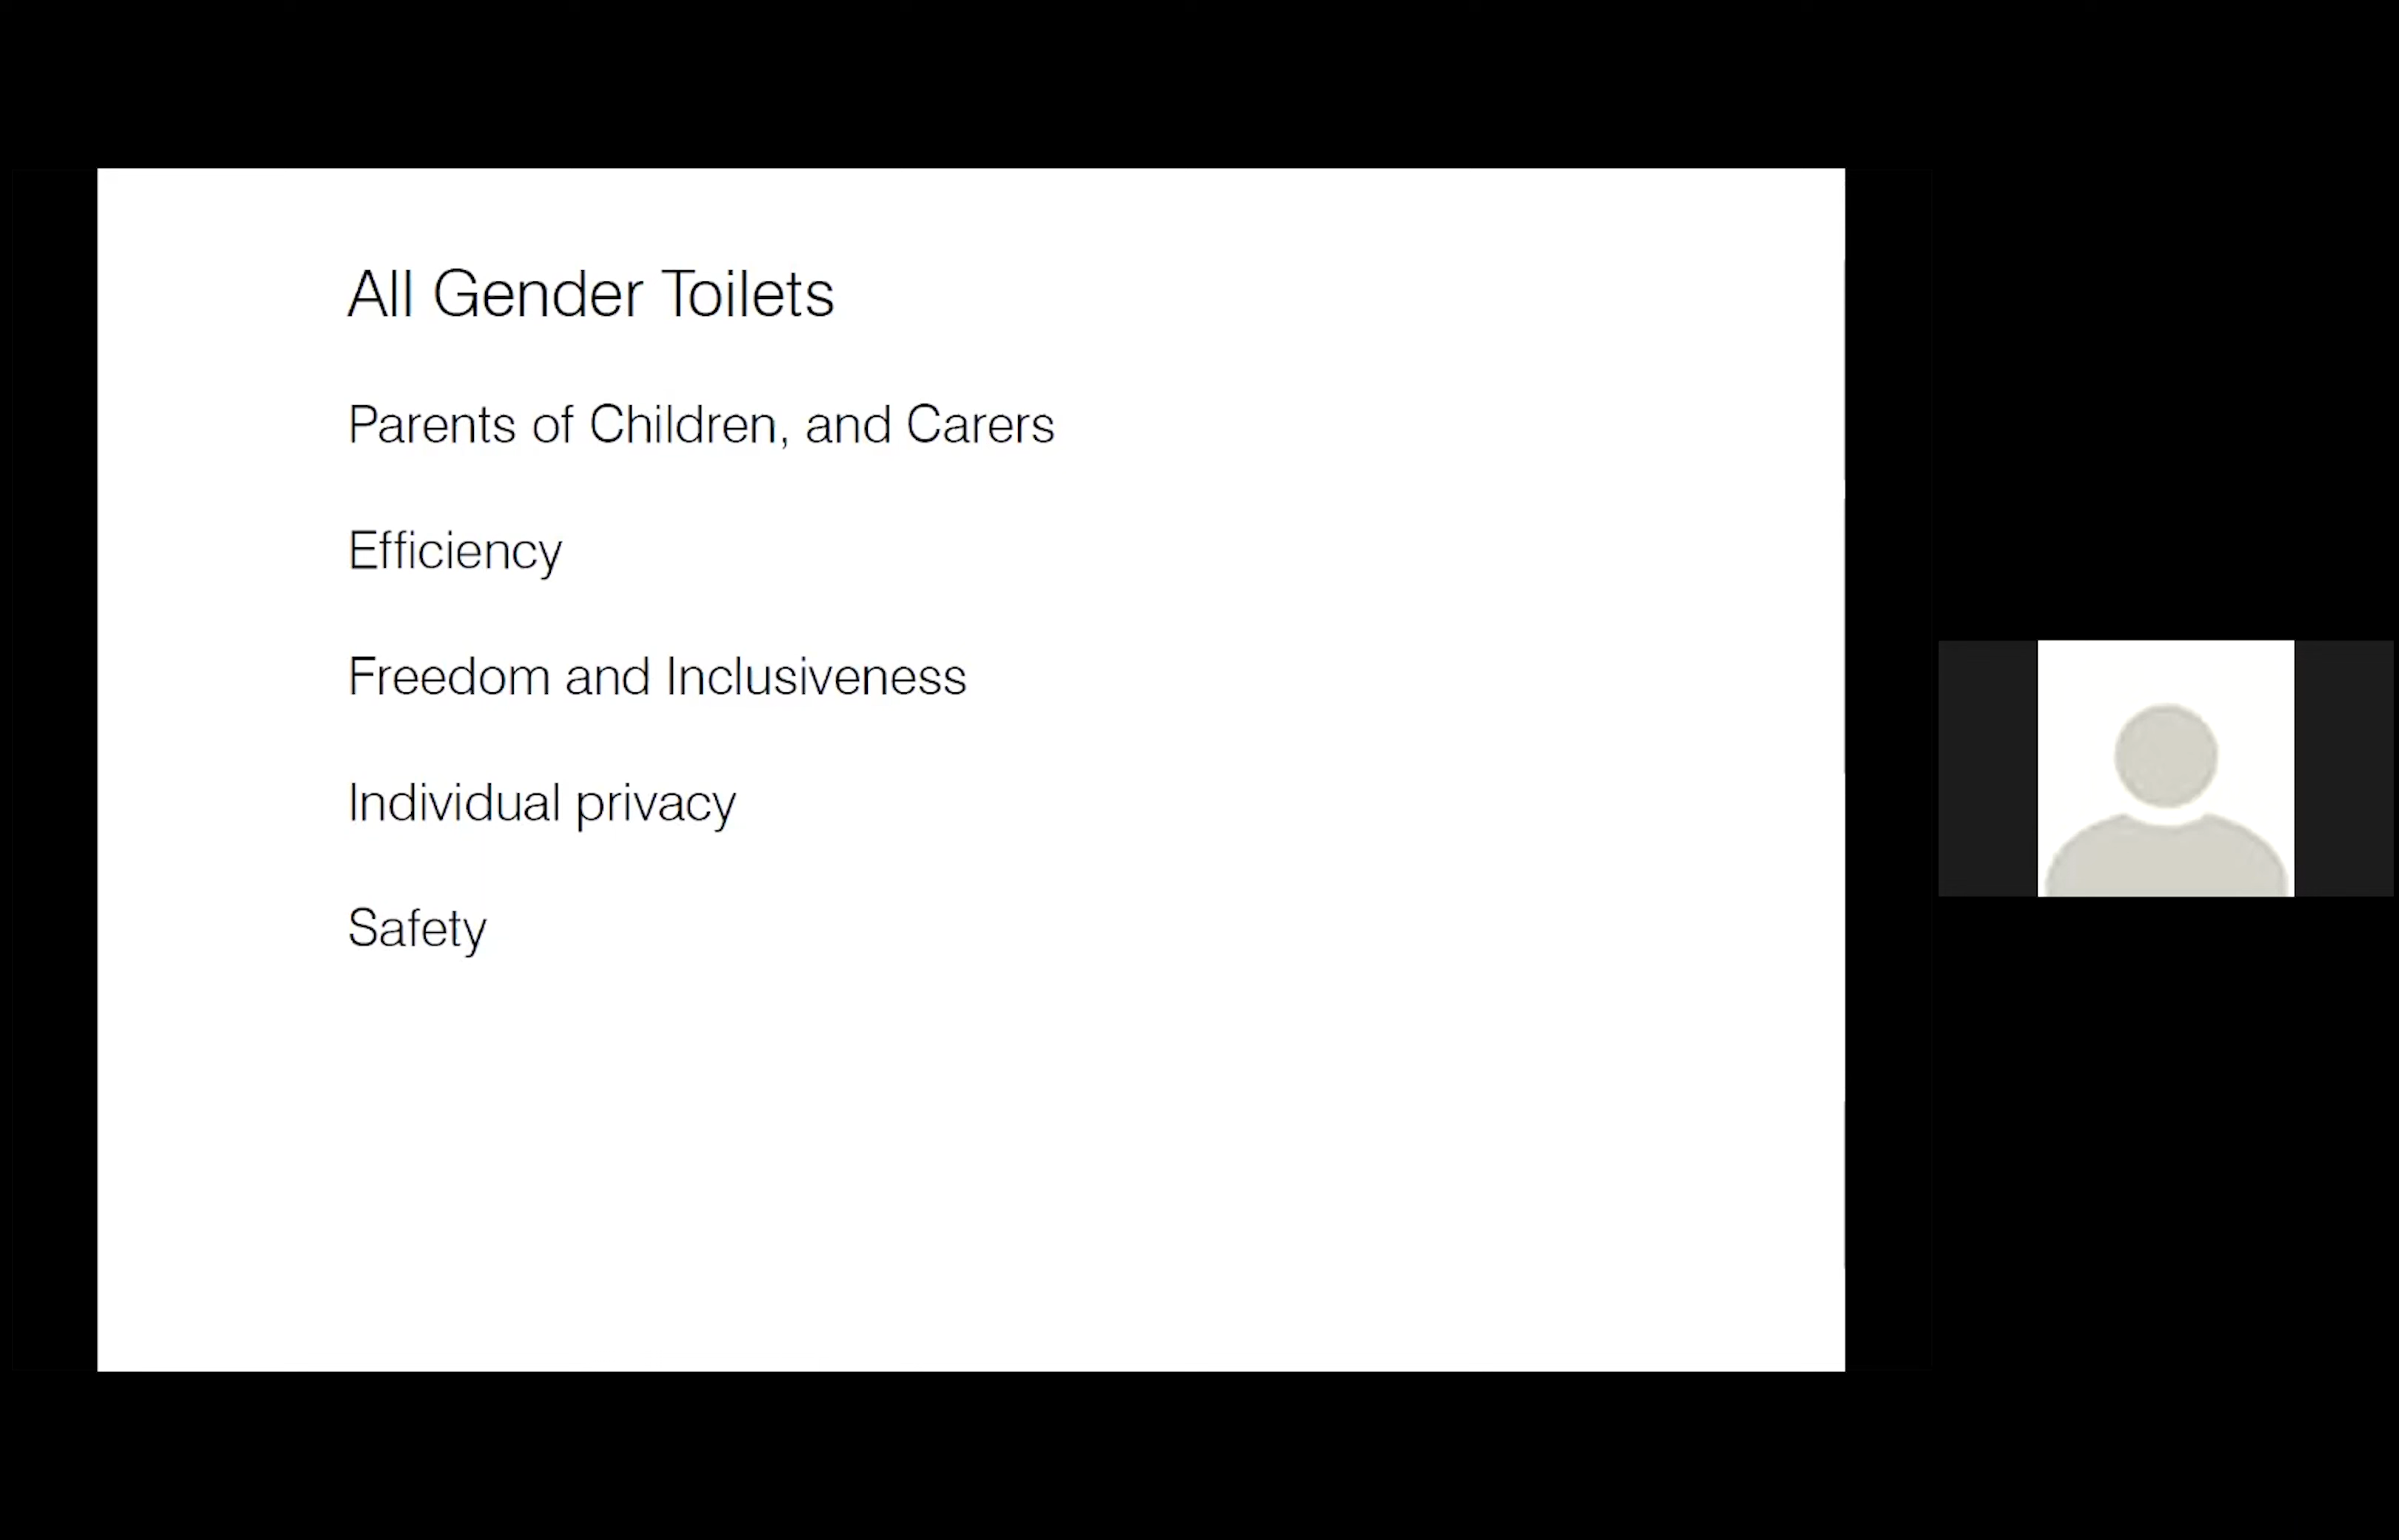 All Gender Toilets
Parents of Children, and Carers
Efficiency
Freedom and Inclusiveness
Individual privacy
Safety